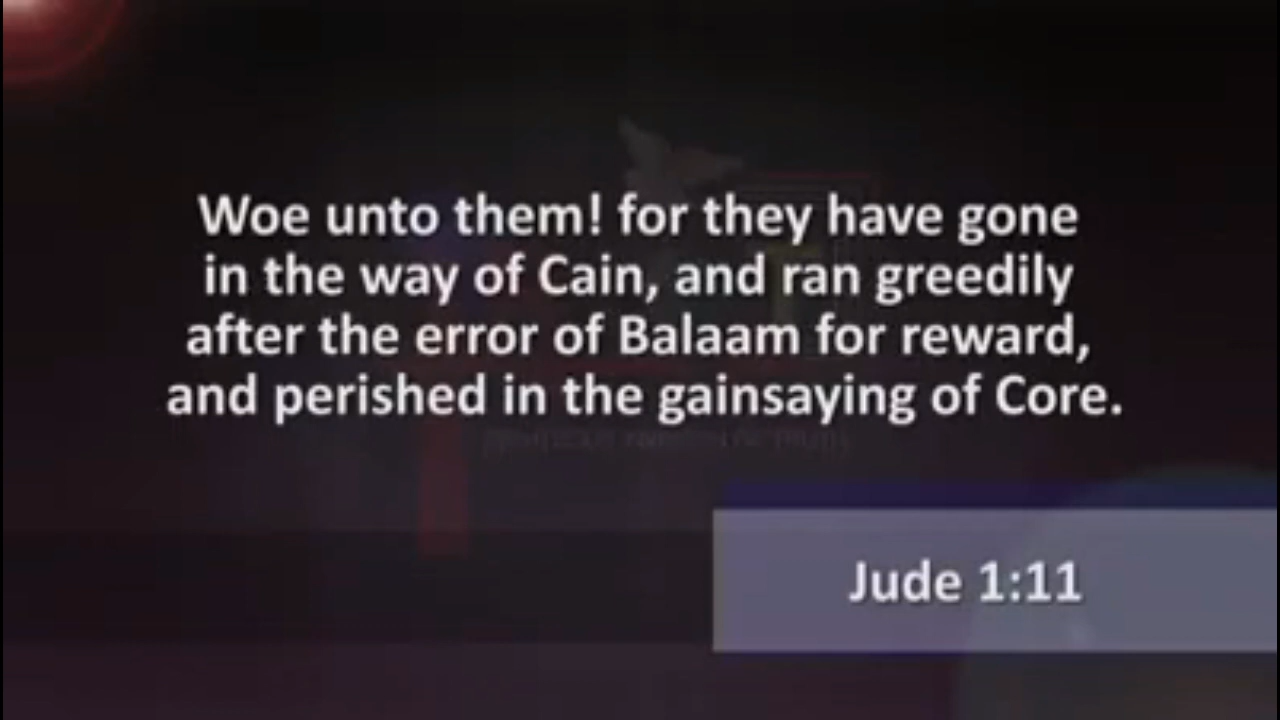 Woe unto them! for they have gone
in the way of Cain, and ran greedily
after the error of Balaam for reward,
and perished in the gainsaying of Core.
Jude 1:11